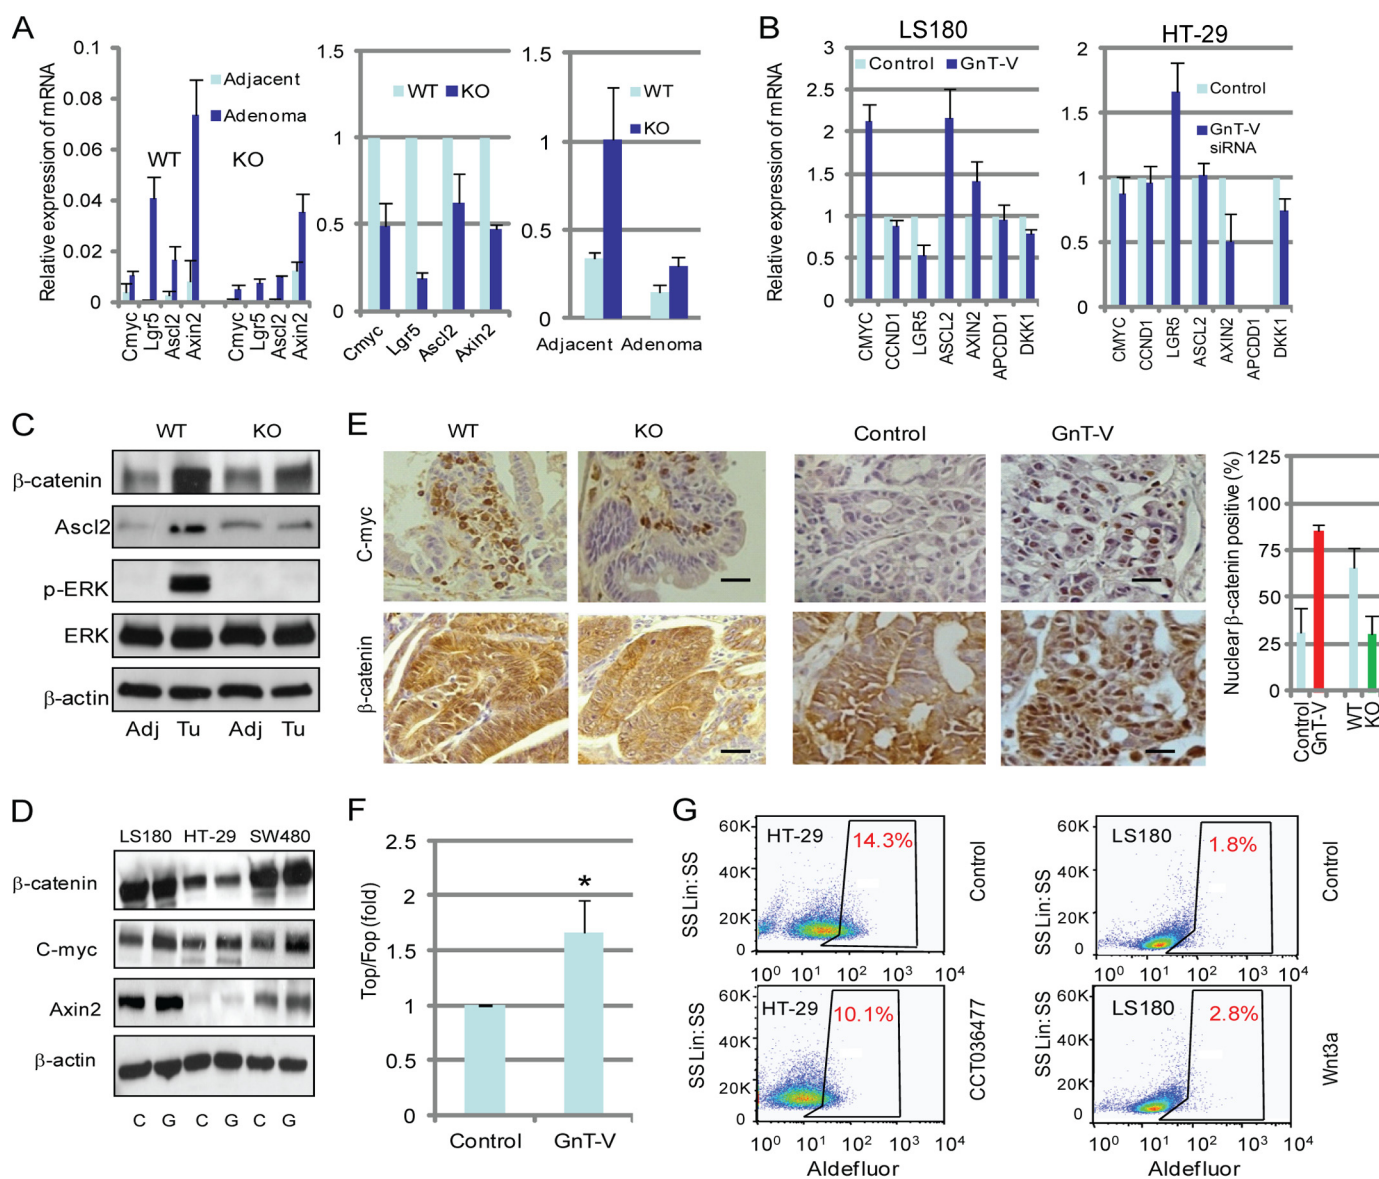 A
Relative expression of mRNA
0.1
0.08
0.06
0.04
0.02
0
Adjacent
Adenoma
WT
KO
Cmyc
Lgr5
Ascl2
Axin2
Cmyc
Lgr5
Ascl2
Axin2
1.5
1
0.5
0
WT
KO
Cmyc
Lgr5
Ascl2
Axin2
1.5
1
0.5
0
WT
KO
Adjacent
Adenoma
B
LS180
Relative expression of mRNA
3
2.5
2
1.5
1
0.5
0
Control
GnT-V
CMYC
CCND1
LGR5
ASCL2
AXIN2
APCDD1
DKK1
HT-29
2
1.5
1
0.5
0
Control
GnT-V
siRNA
CMYC
CCND1
LGR5
ASCL2
AXIN2
APCDD1
DKK1
C
WT
KO
β-catenin
Ascl2
p-ERK
ERK
β-actin
Adj Tu Adj Tu
E
WT
KO
Control
GnT-V
C-myc
β-catenin
Nuclear β-catenin positive (%)
125
100
75
50
25
0
Control
GnT-V
WT
KO
D
LS180 HT-29 SW480
β-catenin
C-myc
Axin2
β-actin
C G C G C G
F
Top/Fop (fold)
2.5
2
1.5
1
0.5
0
*
Control
GnT-V
G
SS Lin: SS
60K
40K
20K
0
HT-29
14.3%
Control
10⁰ 10¹ 10² 10³ 10⁴
SS Lin: SS
60K
40K
20K
0
LS180
1.8%
Control
10⁰ 10¹ 10² 10³ 10⁴
SS Lin: SS
60K
40K
20K
0
HT-29
10.1%
CCT036477
10⁰ 10¹ 10² 10³ 10⁴
Aldefluor
SS Lin: SS
60K
40K
20K
0
LS180
2.8%
Wnt3a
10⁰ 10¹ 10² 10³ 10⁴
Aldefluor